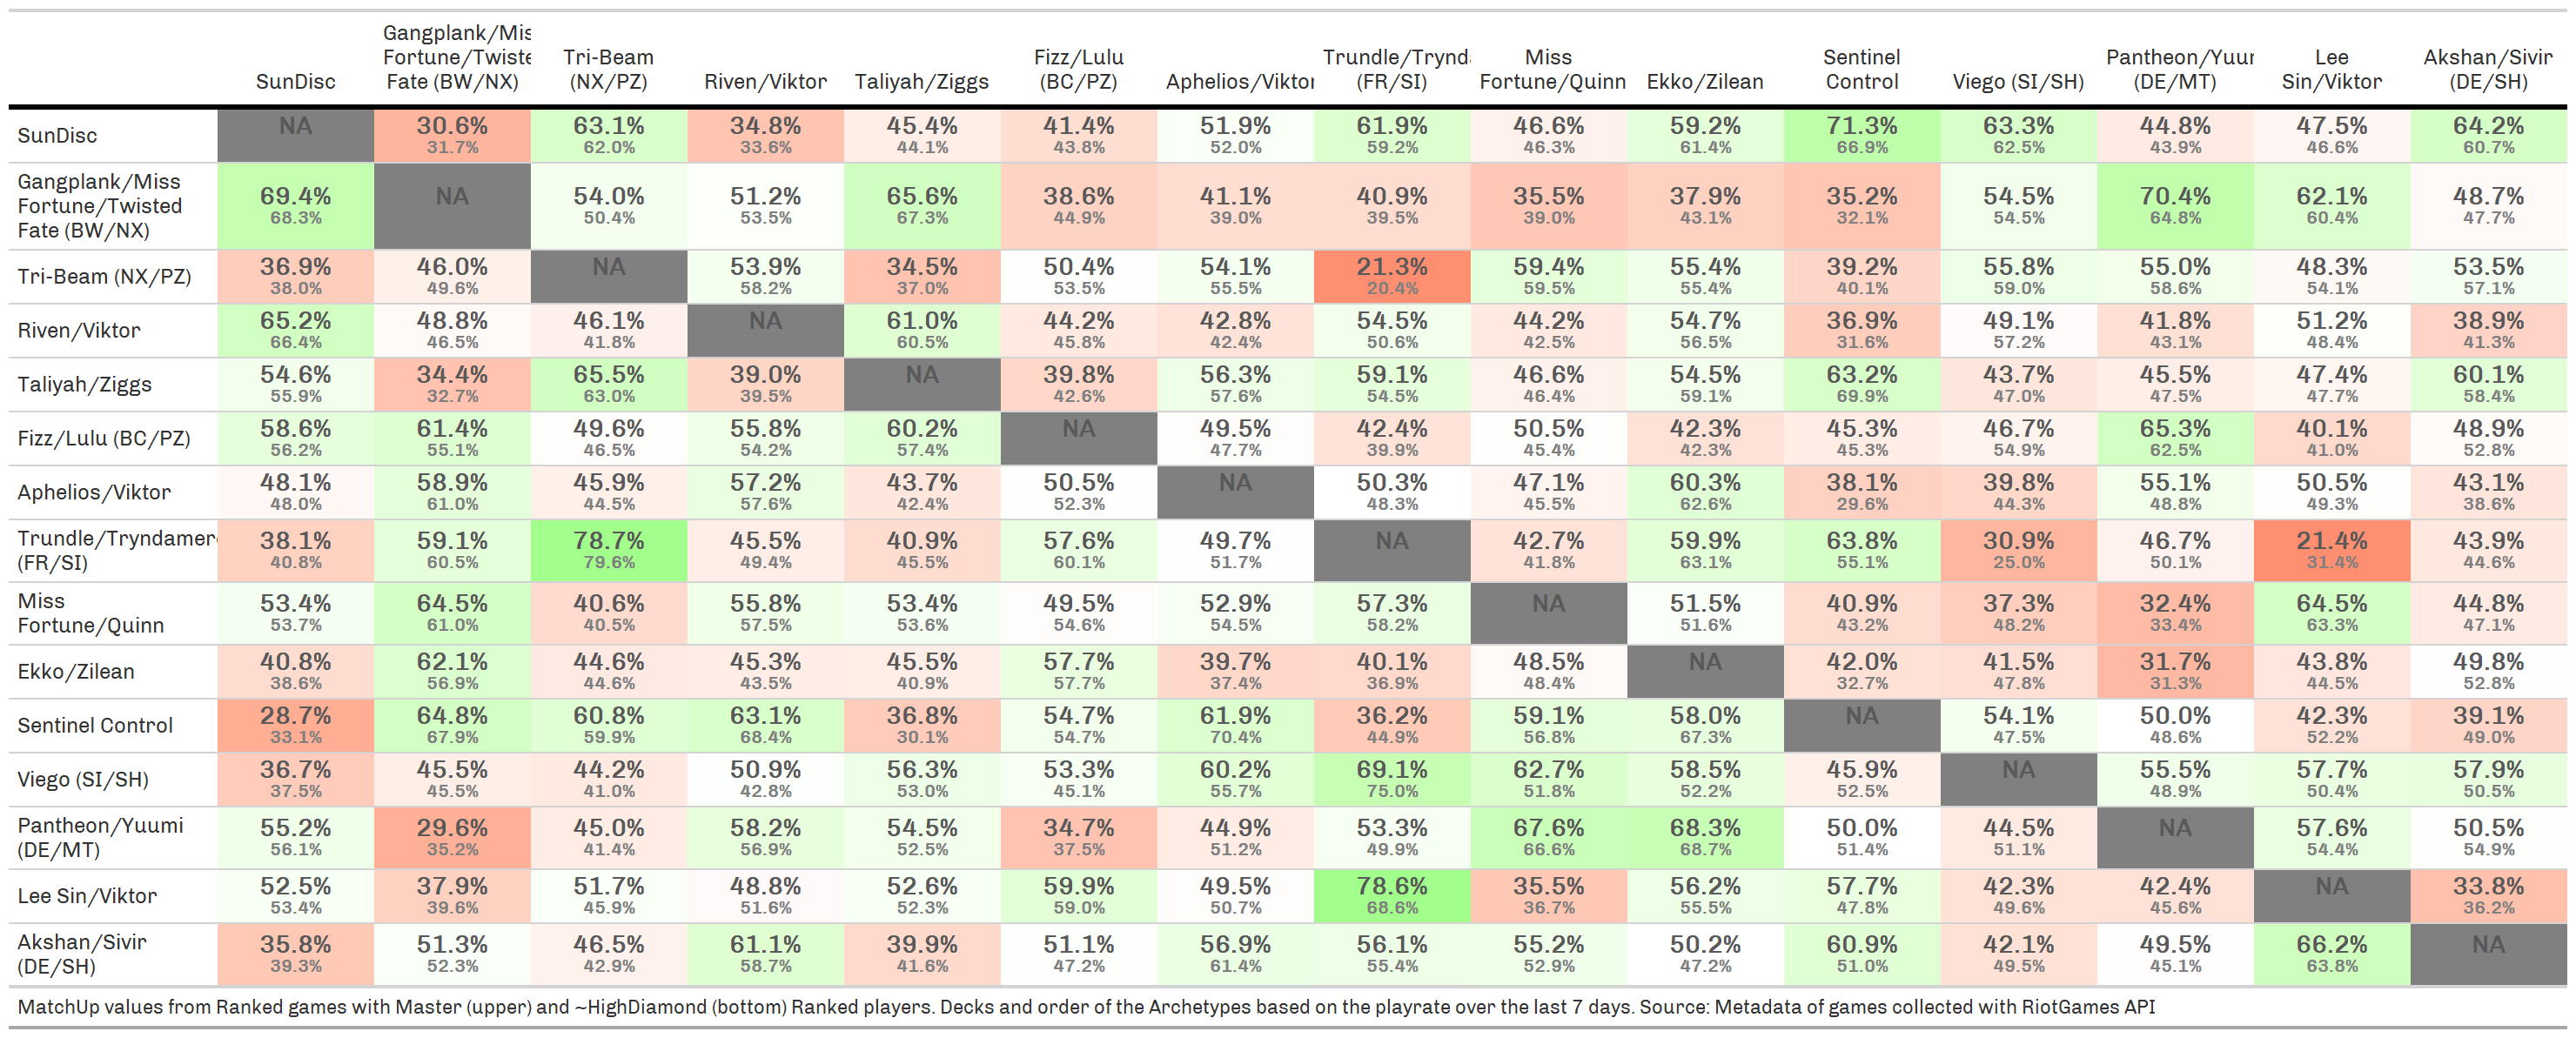 Gangplank/Mis
Fortune/Twiste
Fate (BW/NX)
SunDisc
Tri-Beam
(NX/PZ)
Riven/Viktor
Taliyah/Ziggs
Fizz/Lulu
(BC/PZ)
Aphelios/Viktor
Trundle/Trynda
(FR/SI)
Miss
Fortune/Quinn
Ekko/Zilean
Sentinel
Control
Viego (SI/SH)
Pantheon/Yuur
(DE/MT)
Lee
Sin/Viktor
Akshan/Sivir
(DE/SH)
SunDisc
NA 30.6% 63.1% 34.8% 45.4% 41.4% 51.9% 61.9% 46.6% 59.2% 71.3% 63.3% 44.8% 47.5% 64.2%
31.7% 62.0% 33.6% 44.1% 43.8% 52.0% 59.2% 46.3% 61.4% 66.9% 62.5% 43.9% 46.6% 60.7%
Gangplank/Miss
Fortune/Twisted
Fate (BW/NX)
69.4% NA 54.0% 51.2% 65.6% 38.6% 41.1% 40.9% 35.5% 37.9% 35.2% 54.5% 70.4% 62.1% 48.7%
68.3% 50.4% 53.5% 67.3% 44.9% 39.0% 39.5% 39.0% 43.1% 32.1% 54.5% 64.8% 60.4% 47.7%
Tri-Beam (NX/PZ)
36.9% 46.0% NA 53.9% 34.5% 50.4% 54.1% 21.3% 59.4% 55.4% 39.2% 55.8% 55.0% 48.3% 53.5%
38.0% 49.6% 58.2% 37.0% 53.5% 55.5% 20.4% 59.5% 55.4% 40.1% 59.0% 58.6% 54.1% 57.1%
Riven/Viktor
65.2% 48.8% 46.1% NA 61.0% 44.2% 42.8% 54.5% 44.2% 54.7% 36.9% 49.1% 41.8% 51.2% 38.9%
66.4% 46.5% 41.8% 60.5% 45.8% 42.4% 50.6% 42.5% 56.5% 31.6% 57.2% 43.1% 48.4% 41.3%
Taliyah/Ziggs
54.6% 34.4% 65.5% 39.0% NA 39.8% 56.3% 59.1% 46.6% 54.5% 63.2% 43.7% 45.5% 47.4% 60.1%
55.9% 32.7% 63.0% 39.5% 42.6% 57.6% 54.5% 46.4% 59.1% 69.9% 47.0% 47.5% 47.7% 58.4%
Fizz/Lulu (BC/PZ)
58.6% 61.4% 49.6% 55.8% 60.2% NA 49.5% 42.4% 50.5% 42.3% 45.3% 46.7% 65.3% 40.1% 48.9%
56.2% 55.1% 46.5% 54.2% 57.4% 47.7% 39.9% 45.4% 42.3% 45.3% 54.9% 62.5% 41.0% 52.8%
Aphelios/Viktor
48.1% 58.9% 45.9% 57.2% 43.7% 50.5% NA 50.3% 47.1% 60.3% 38.1% 39.8% 55.1% 50.5% 43.1%
48.0% 61.0% 44.5% 57.6% 42.4% 52.3% 48.3% 45.5% 62.6% 29.6% 44.3% 48.8% 49.3% 38.6%
Trundle/Tryndamer
(FR/SI)
38.1% 59.1% 78.7% 45.5% 40.9% 57.6% 49.7% NA 42.7% 59.9% 63.8% 30.9% 46.7% 21.4% 43.9%
40.8% 60.5% 79.6% 49.4% 45.5% 60.1% 51.7% 41.8% 63.1% 55.1% 25.0% 50.1% 31.4% 44.6%
Miss
Fortune/Quinn
53.4% 64.5% 40.6% 55.8% 53.4% 49.5% 52.9% 57.3% NA 51.5% 40.9% 37.3% 32.4% 64.5% 44.8%
53.7% 61.0% 40.5% 57.5% 53.6% 54.6% 54.5% 58.2% 51.6% 43.2% 48.2% 33.4% 63.3% 47.1%
Ekko/Zilean
40.8% 62.1% 44.6% 45.3% 45.5% 57.7% 39.7% 40.1% 48.5% NA 42.0% 41.5% 31.7% 43.8% 49.8%
38.6% 56.9% 44.6% 43.5% 40.9% 57.7% 37.4% 36.9% 48.4% 32.7% 47.8% 31.3% 44.5% 52.8%
Sentinel Control
28.7% 64.8% 60.8% 63.1% 36.8% 54.7% 61.9% 36.2% 59.1% 58.0% NA 54.1% 50.0% 42.3% 39.1%
33.1% 67.9% 59.9% 68.4% 30.1% 54.7% 70.4% 44.9% 56.8% 67.3% 47.5% 48.6% 52.2% 49.0%
Viego (SI/SH)
36.7% 45.5% 44.2% 50.9% 56.3% 53.3% 60.2% 69.1% 62.7% 58.5% 45.9% NA 55.5% 57.7% 57.9%
37.5% 45.5% 41.0% 42.8% 53.0% 45.1% 55.7% 75.0% 51.8% 52.2% 52.5% 48.9% 50.4% 50.5%
Pantheon/Yuumi
(DE/MT)
55.2% 29.6% 45.0% 58.2% 54.5% 34.7% 44.9% 53.3% 67.6% 68.3% 50.0% 44.5% NA 57.6% 50.5%
56.1% 35.2% 41.4% 56.9% 52.5% 37.5% 51.2% 49.9% 66.6% 68.7% 51.4% 51.1% 54.4% 54.9%
Lee Sin/Viktor
52.5% 37.9% 51.7% 48.8% 52.6% 59.9% 49.5% 78.6% 35.5% 56.2% 57.7% 42.3% 42.4% NA 33.8%
53.4% 39.6% 45.9% 51.6% 52.3% 59.0% 50.7% 68.6% 36.7% 55.5% 47.8% 49.6% 45.6% 36.2%
Akshan/Sivir
(DE/SH)
35.8% 51.3% 46.5% 61.1% 39.9% 51.1% 56.9% 56.1% 55.2% 50.2% 60.9% 42.1% 49.5% 66.2% NA
39.3% 52.3% 42.9% 58.7% 41.6% 47.2% 61.4% 55.4% 52.9% 47.2% 51.0% 49.5% 45.1% 63.8%
MatchUp values from Ranked games with Master (upper) and ~HighDiamond (bottom) Ranked players. Decks and order of the Archetypes based on the playrate over the last 7 days. Source: Metadata of games collected with RiotGames API